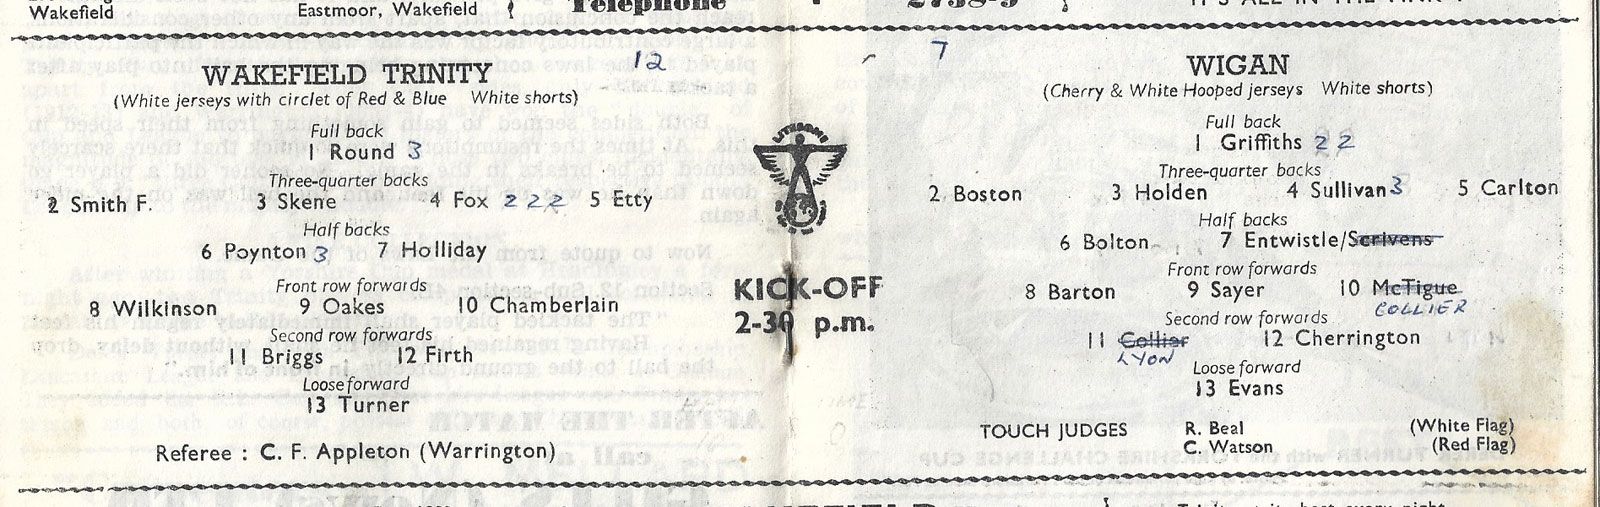 Wakefield
Eastmoor, Wakefield
Telephone
2758-9
IT'S ALL IN THE
WAKEFIELD TRINITY 12
(White jerseys with circlet of Red & Blue White shorts)
Full back
1 Round 3
Three-quarter backs
2 Smith F. 3 Skene 4 Fox 2 2 2 5 Etty
Half backs
6 Poynton 3 7 Holliday
Front row forwards
8 Wilkinson 9 Oakes 10 Chamberlain
Second row forwards
11 Briggs 12 Firth
Loose forward
13 Turner
Referee : C. F. Appleton (Warrington)
KICK-OFF
2-30 p.m.
7 WIGAN
(Cherry & White Hooped jerseys White shorts)
Full back
1 Griffiths 2 2
Three-quarter backs
2 Boston 3 Holden 4 Sullivan 3 5 Carlton
Half backs
6 Bolton 7 Entwistle/Scrivens
Front row forwards
8 Barton 9 Sayer 10 McTigue
COLLIER
Second row forwards
11 Collier 12 Cherrington
LYON
Loose forward
13 Evans
TOUCH JUDGES R. Beal (White Flag)
C. Watson (Red Flag)